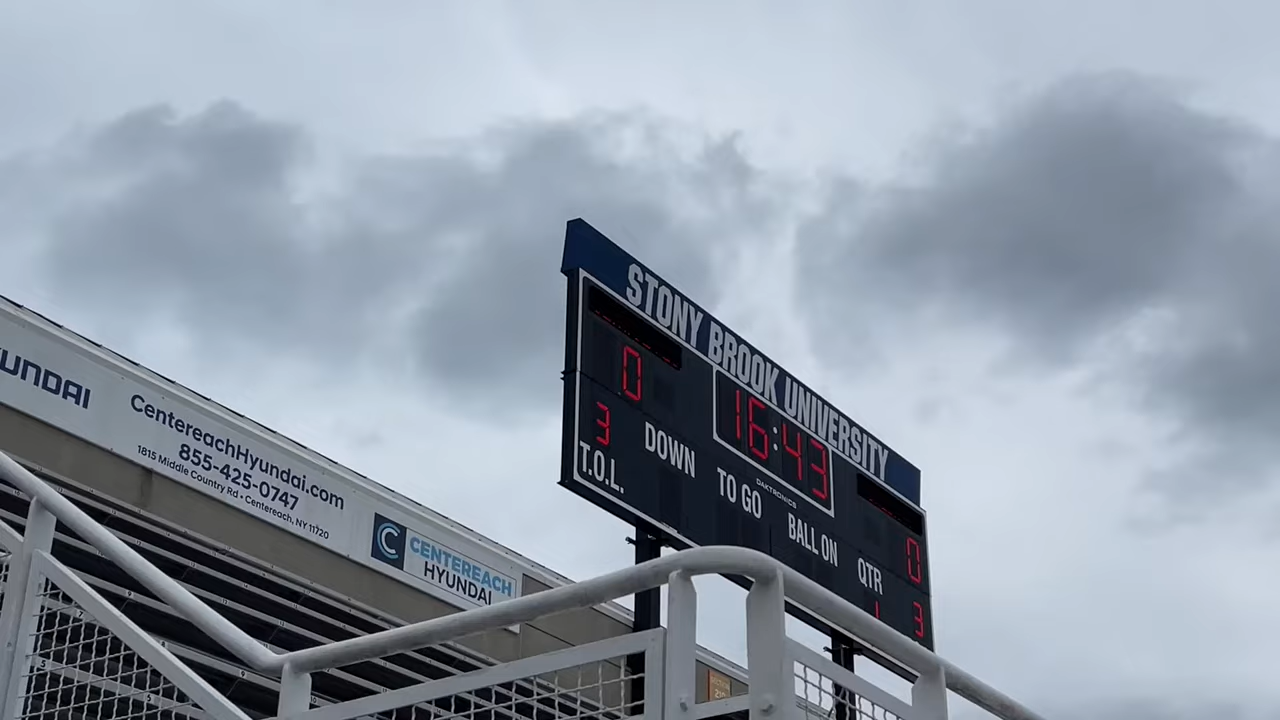 STONY BROOK UNIVERSITY
0
16:43
3
DOWN
T.O.L.
TO GO
DAKTRONICS
BALL ON
0
QTR
1
3
CentereachHyundai.com
855-425-0747
1815 Middle Country Rd • Centereach, NY 11720
C
CENTEREACH
HYUNDAI